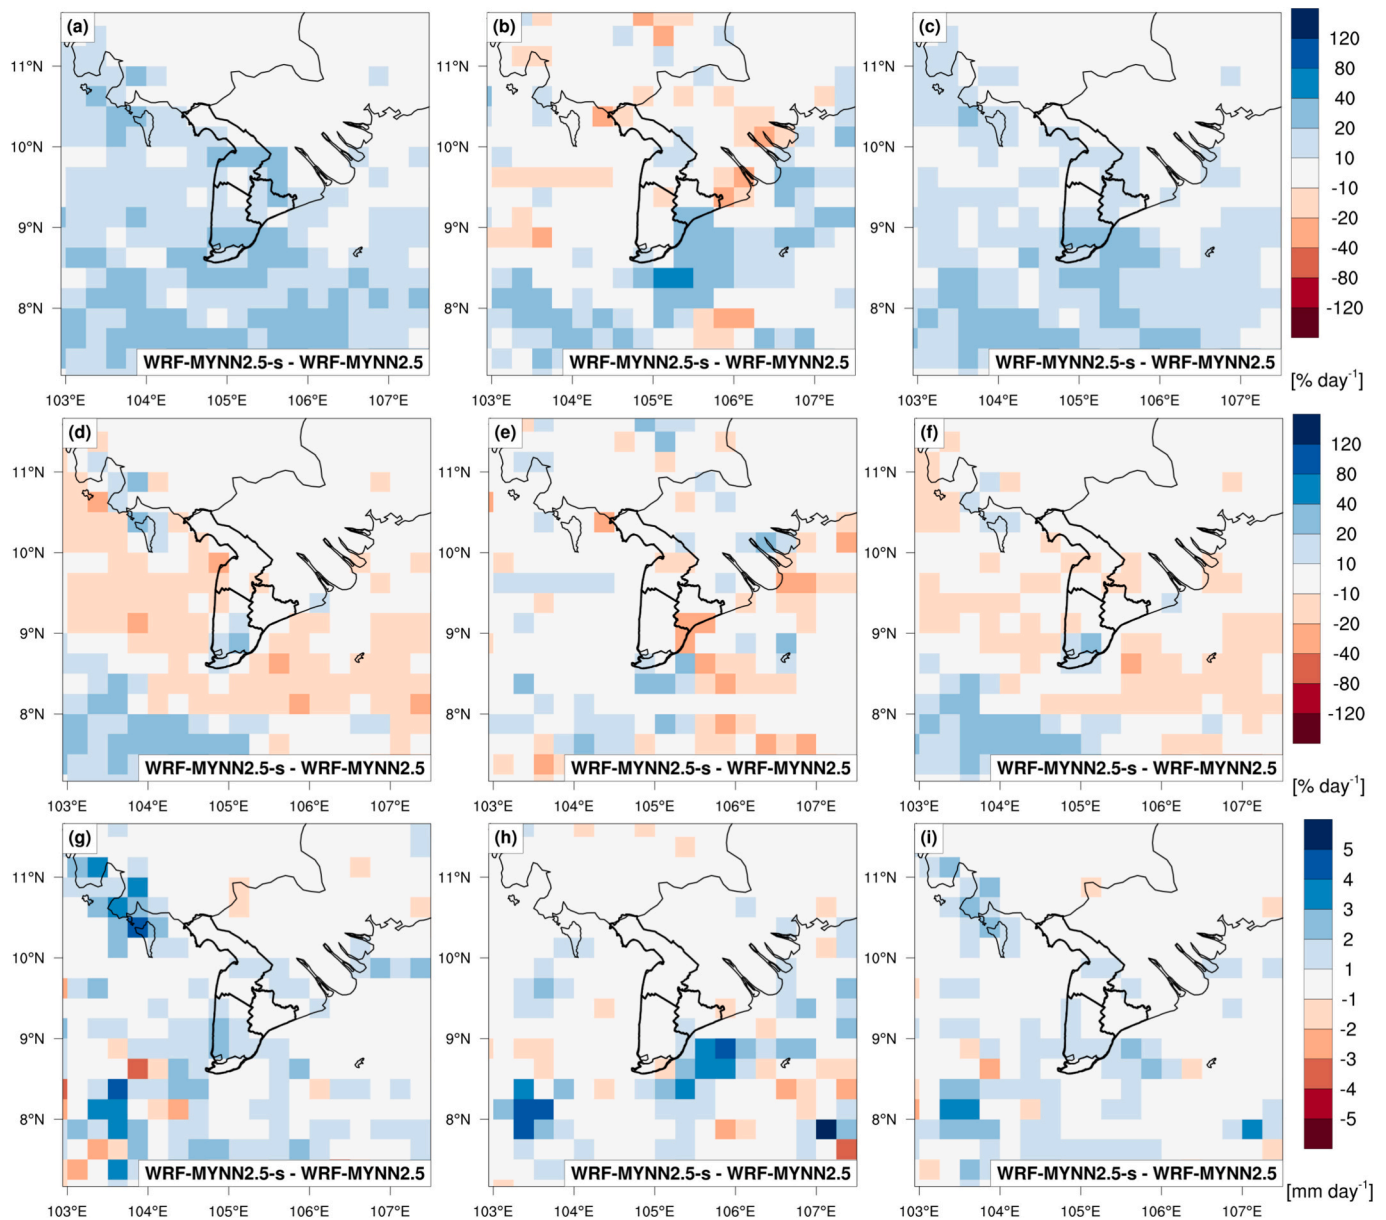 (a) (b) (c)
11°N 120
80
40
10°N 20
10
-10
9°N -20
-40
-80
8°N -120
WRF-MYNN2.5-s - WRF-MYNN2.5 WRF-MYNN2.5-s - WRF-MYNN2.5 WRF-MYNN2.5-s - WRF-MYNN2.5
[% day⁻¹]
103°E 104°E 105°E 106°E 107°E 103°E 104°E 105°E 106°E 107°E 103°E 104°E 105°E 106°E 107°E
(d) (e) (f)
11°N 11°N 11°N 120
80
40
10°N 10°N 10°N 20
10
-10
9°N 9°N 9°N -20
-40
-80
8°N 8°N 8°N -120
WRF-MYNN2.5-s - WRF-MYNN2.5 WRF-MYNN2.5-s - WRF-MYNN2.5 WRF-MYNN2.5-s - WRF-MYNN2.5
[% day⁻¹]
103°E 104°E 105°E 106°E 107°E 103°E 104°E 105°E 106°E 107°E 103°E 104°E 105°E 106°E 107°E
(g) (h) (i)
11°N 11°N 11°N 5
4
3
10°N 10°N 10°N 2
1
-1
9°N 9°N 9°N -2
-3
-4
8°N 8°N 8°N -5
WRF-MYNN2.5-s - WRF-MYNN2.5 WRF-MYNN2.5-s - WRF-MYNN2.5 WRF-MYNN2.5-s - WRF-MYNN2.5
[mm day⁻¹]
103°E 104°E 105°E 106°E 107°E 103°E 104°E 105°E 106°E 107°E 103°E 104°E 105°E 106°E 107°E